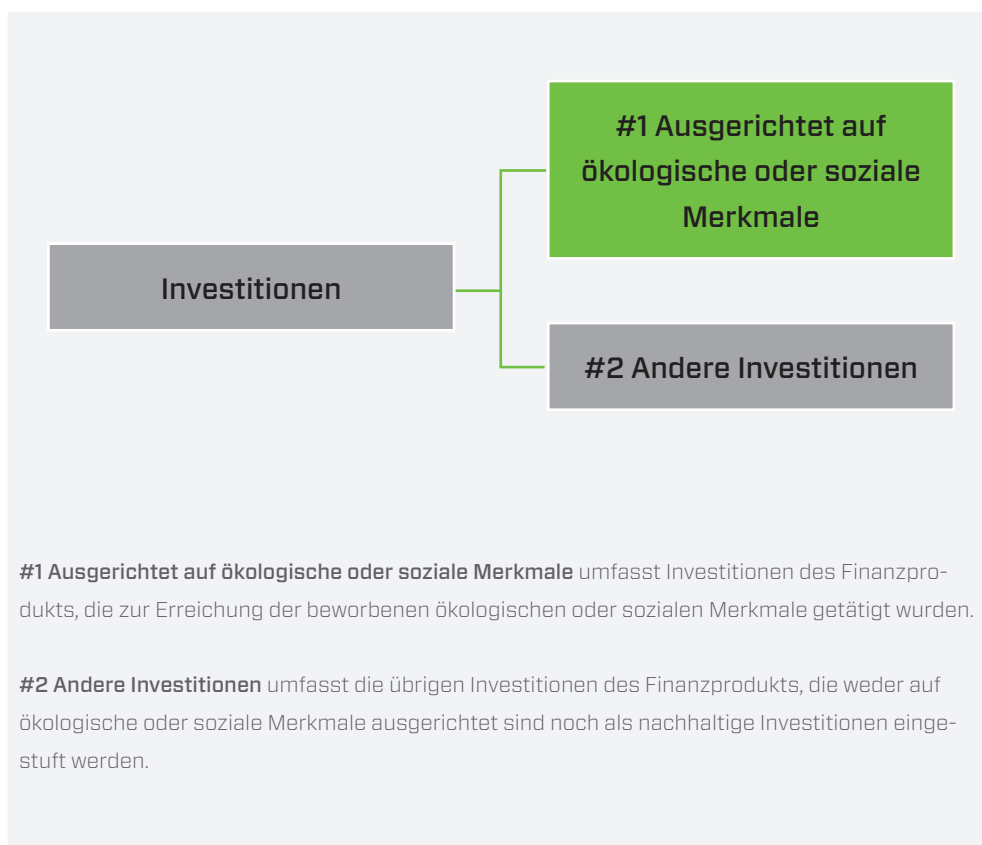 #1 Ausgerichtet auf
ökologische oder soziale
Merkmale
Investitionen
#2 Andere Investitionen
#1 Ausgerichtet auf ökologische oder soziale Merkmale umfasst Investitionen des Finanzpro-
dukts, die zur Erreichung der beworbenen ökologischen oder sozialen Merkmale getätigt wurden.
#2 Andere Investitionen umfasst die übrigen Investitionen des Finanzprodukts, die weder auf
ökologische oder soziale Merkmale ausgerichtet sind noch als nachhaltige Investitionen einge-
stuft werden.